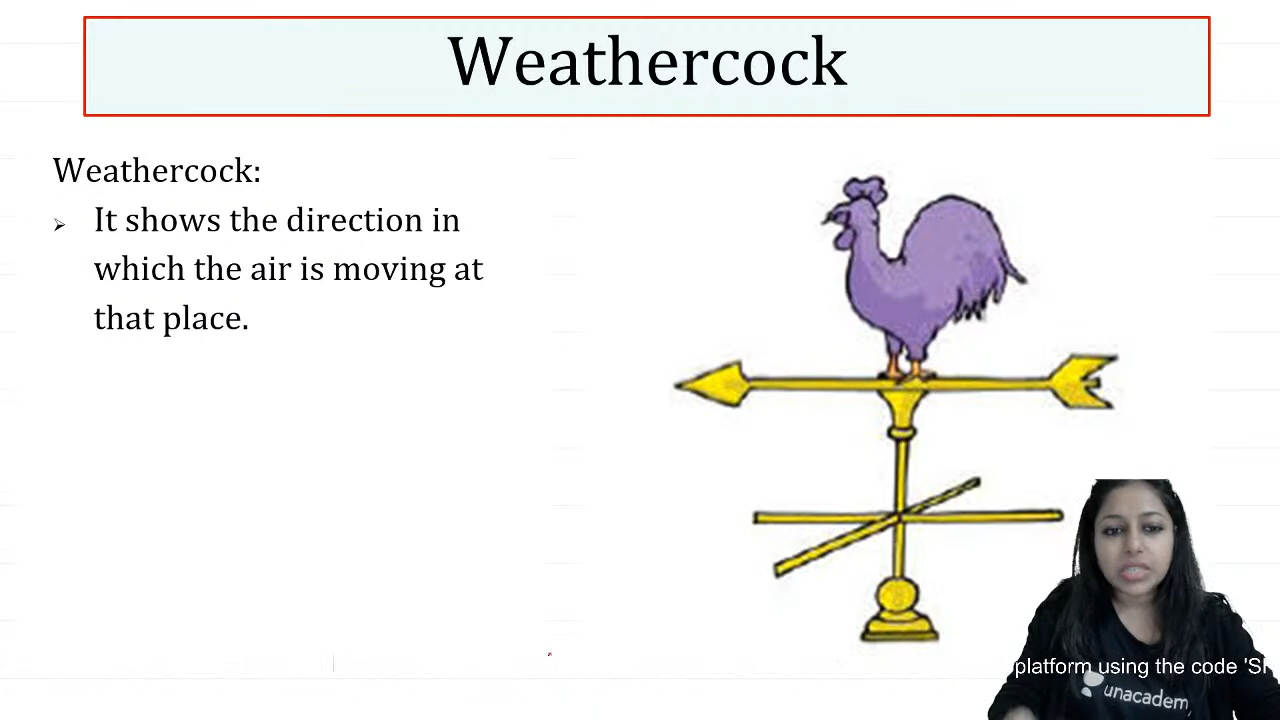 Weathercock
Weathercock:
➢ It shows the direction in
which the air is moving at
that place.
platform using the code
unacadem